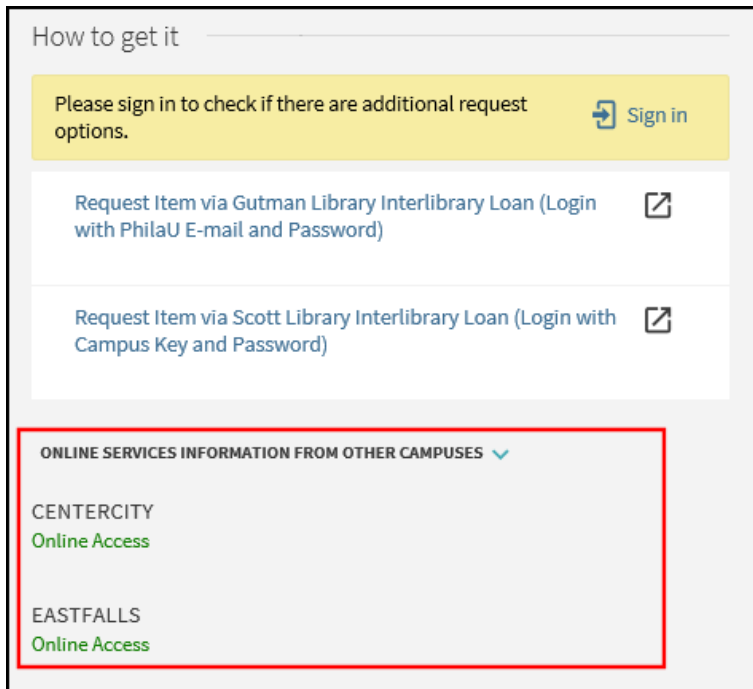 How to get it
Please sign in to check if there are additional request
options.
Sign in
Request Item via Gutman Library Interlibrary Loan (Login
with PhilaU E-mail and Password)
Request Item via Scott Library Interlibrary Loan (Login with
Campus Key and Password)
ONLINE SERVICES INFORMATION FROM OTHER CAMPUSES
CENTERCITY
Online Access
EASTFALLS
Online Access